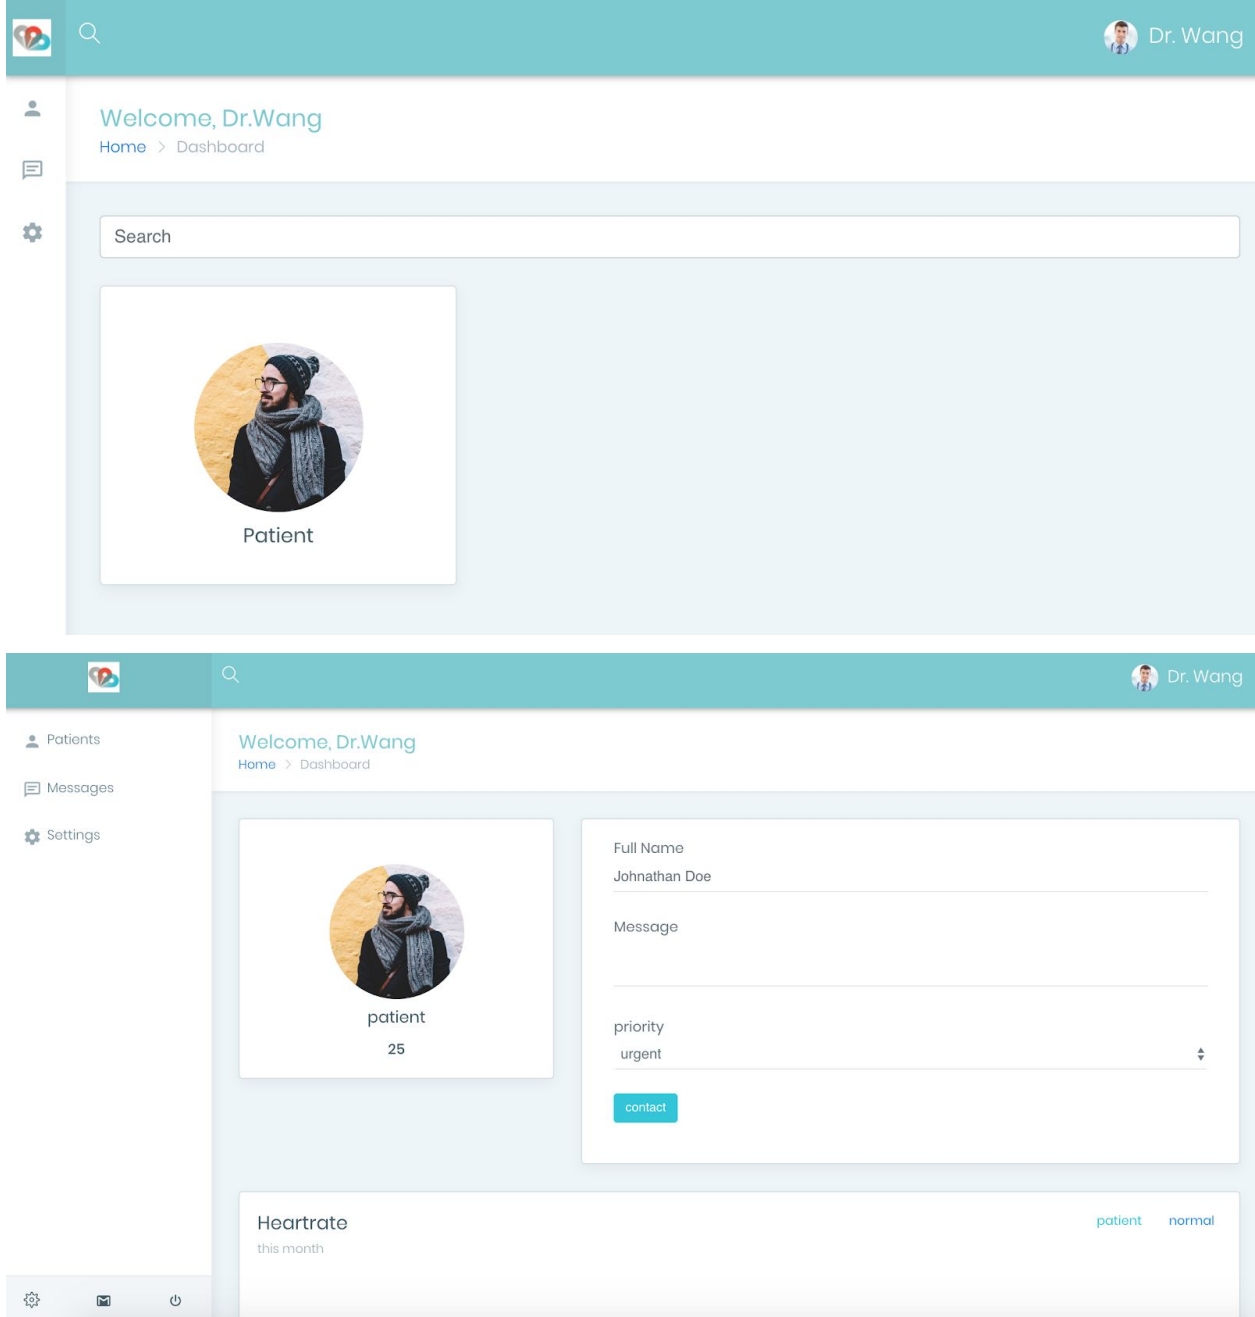 Dr. Wang
Welcome, Dr.Wang
Home > Dashboard
Search
Patient
Dr. Wang
Patients
Messages
Settings
Welcome, Dr.Wang
Home > Dashboard
patient
25
Full Name
Johnathan Doe
Message
priority
urgent
contact
Heartrate
this month
patient normal